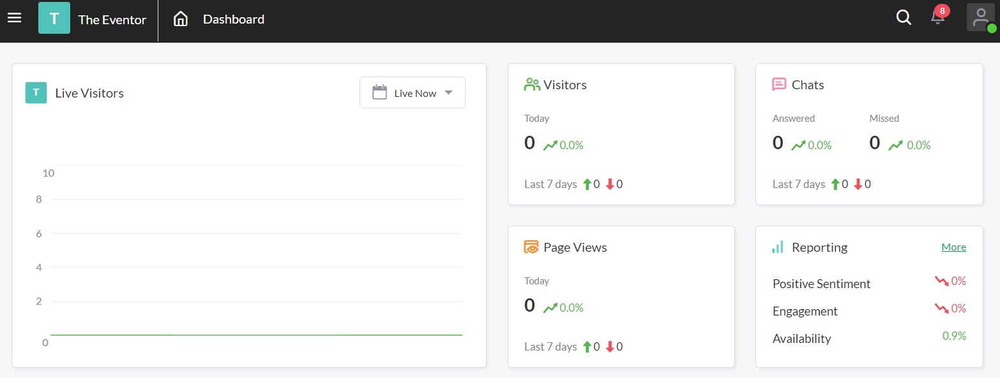 T The Eventor Dashboard 8
T Live Visitors Live Now
10
8
6
4
2
0
Visitors
Today
0 0.0%
Last 7 days 0 0
Chats
Answered Missed
0 0.0% 0 0.0%
Last 7 days 0 0
Page Views
Today
0 0.0%
Last 7 days 0 0
Reporting More
Positive Sentiment 0%
Engagement 0%
Availability 0.9%